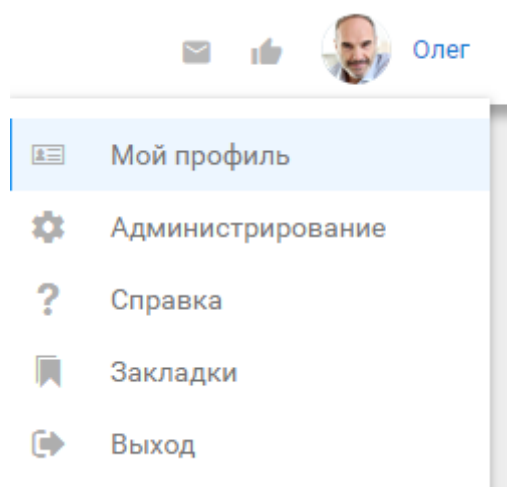 Олег
Мой профиль
Администрирование
Справка
Закладки
Выход